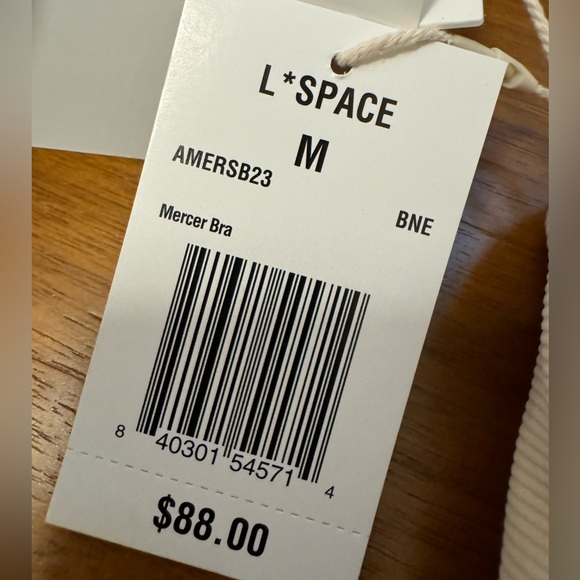 L*SPACE
M
AMERSB23
Mercer Bra
BNE
8 40301 54571 4
$88.00